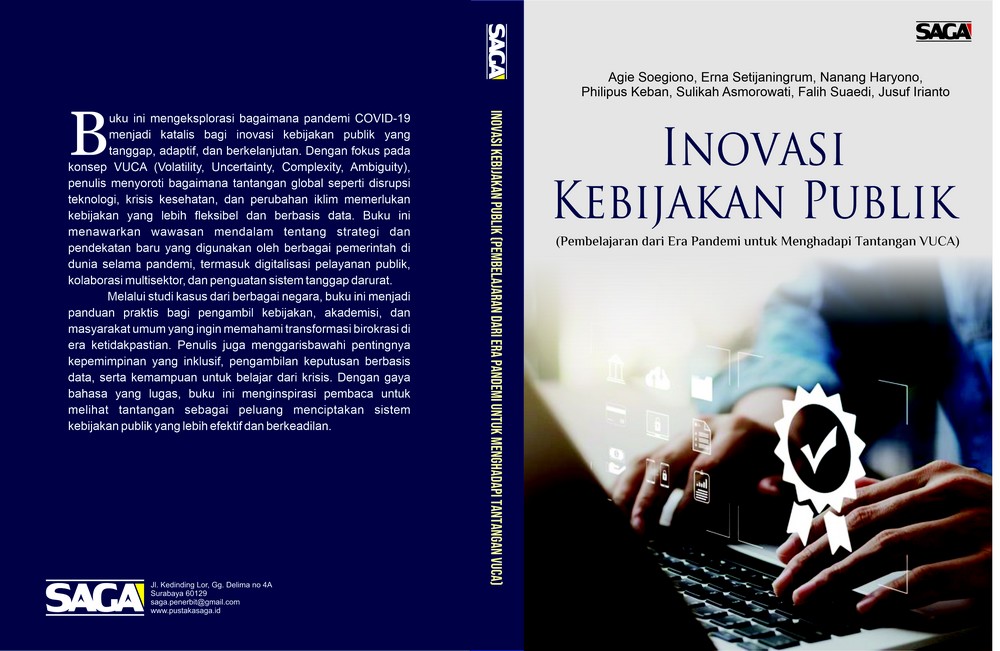 Buku ini mengeksplorasi bagaimana pandemi COVID-19
menjadi katalis bagi inovasi kebijakan publik yang
tanggap, adaptif, dan berkelanjutan. Dengan fokus pada
konsep VUCA (Volatility, Uncertainty, Complexity, Ambiguity),
penulis menyoroti bagaimana tantangan global seperti disrupsi
teknologi, krisis kesehatan, dan perubahan iklim memerlukan
kebijakan yang lebih fleksibel dan berbasis data. Buku ini
menawarkan wawasan mendalam tentang strategi dan
pendekatan baru yang digunakan oleh berbagai pemerintah di
dunia selama pandemi, termasuk digitalisasi pelayanan publik,
kolaborasi multisektor, dan penguatan sistem tanggap darurat.
Melalui studi kasus dari berbagai negara, buku ini menjadi
panduan praktis bagi pengambil kebijakan, akademisi, dan
masyarakat umum yang ingin memahami transformasi birokrasi di
era ketidakpastian. Penulis juga menggarisbawahi pentingnya
kepemimpinan yang inklusif, pengambilan keputusan berbasis
data, serta kemampuan untuk belajar dari krisis. Dengan gaya
bahasa yang lugas, buku ini menginspirasi pembaca untuk
melihat tantangan sebagai peluang menciptakan sistem
kebijakan publik yang lebih efektif dan berkeadilan.
SAGA
Jl. Kedinding Lor, Gg. Delima no 4A
Surabaya 60129
saga.penerbit@gmail.com
www.pustakasaga.id
SAGA
INOVASI KEBIJAKAN PUBLIK (PEMBELAJARAN DARI ERA PANDEMI UNTUK MENGHADAPI TANTANGAN VUCA)
SAGA
Agie Soegiono, Erna Setijaningrum, Nanang Haryono,
Philipus Keban, Sulikah Asmorowati, Falih Suaedi, Jusuf Irianto
INOVASI
KEBIJAKAN PUBLIK
(Pembelajaran dari Era Pandemi untuk Menghadapi Tantangan VUCA)